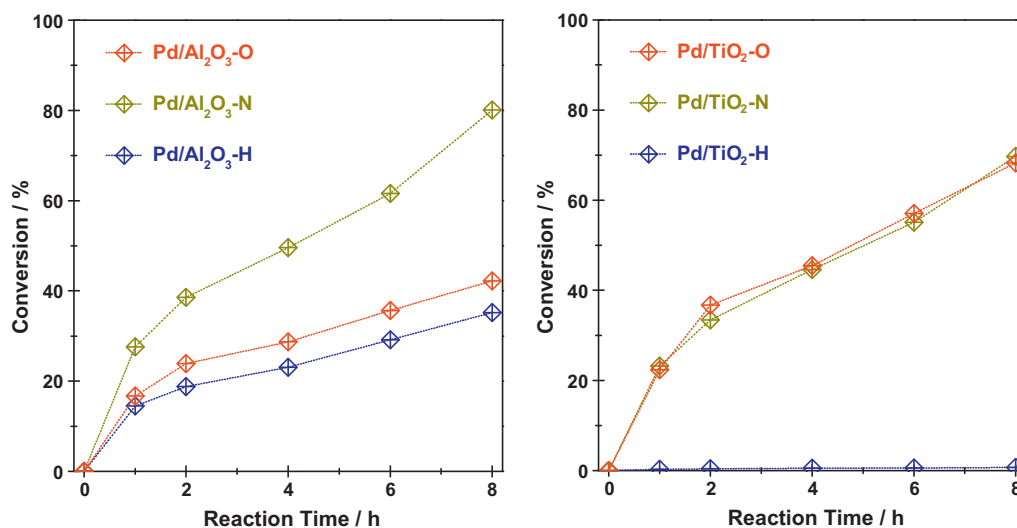 100
80
60
40
20
0
Conversion / %
Pd/Al₂O₃-O
Pd/Al₂O₃-N
Pd/Al₂O₃-H
0 2 4 6 8
Reaction Time / h
100
80
60
40
20
0
Conversion / %
Pd/TiO₂-O
Pd/TiO₂-N
Pd/TiO₂-H
0 2 4 6 8
Reaction Time / h